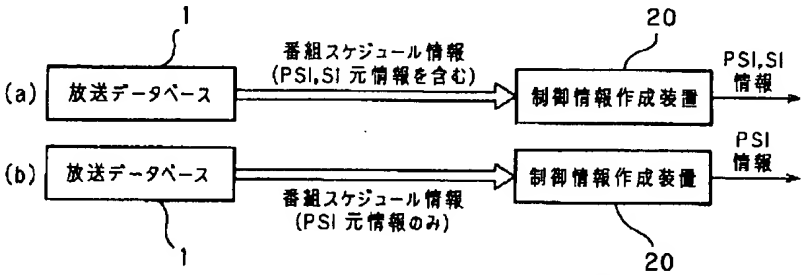 1
20
番組スケジュール情報
(PSI,SI 元情報を含む)
PSI,SI
情報
(a)
放送データベース
制御情報作成装置
PSI
情報
(b)
放送データベース
制御情報作成装置
番組スケジュール情報
(PSI 元情報のみ)
1
20